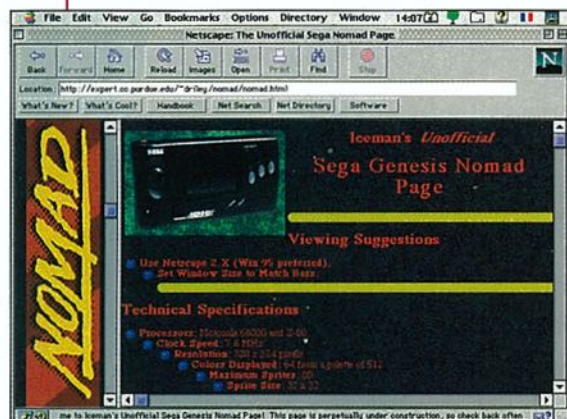 File Edit View Go Bookmarks Options Directory Window 14:07
Netscape: The Unofficial Sega Nomad Page
Back Forward Home Reload Images Open Print Find Stop
N
Location: http://expert.cc.purdue.edu/~driley/nomad/nomad.html
What's New? What's Cool? Handbook Net Search Net Directory Software
NOMAD
Iceman's Unofficial
Sega Genesis Nomad
Page
Viewing Suggestions
Use Netscape 2.X (Win 95 preferred).
Set Window Size to Match Bars.
Technical Specifications
Processors: Motorola 68000 and Z-80
Clock Speed: 7.6 MHz
Resolution: 320 x 224 pixels
Colors Displayed: 64 from a palette of 512
Maximum Sprites: 80
Sprite Size: 32 x 32
me to Iceman's Unofficial Sega Genesis Nomad Page! This page is perpetually under construction, so check back often